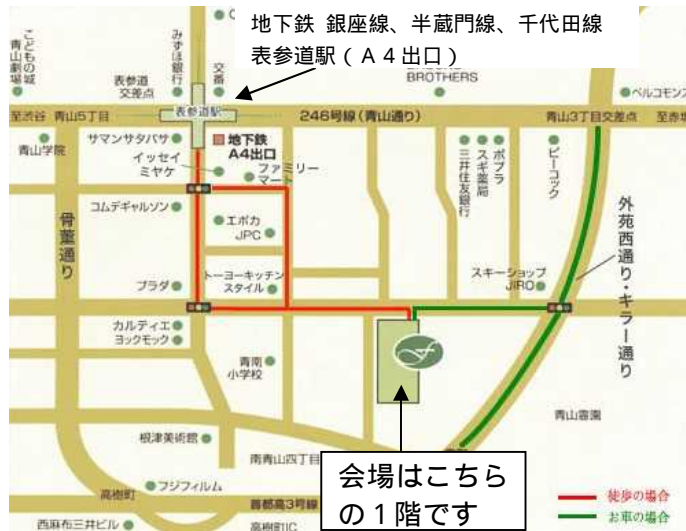 地下鉄 銀座線、半蔵門線、千代田線
表参道駅(A4出口)
こどもの城
青山劇場
みずほ銀行
表参道
交差点
交番
BROTHERS
ベルコモンズ
至渋谷 青山5丁目
表参道駅
246号線(青山通り)
青山3丁目交差点
至赤坂
青山学院
サマンサタバサ
イッセイ
ミヤケ
地下鉄
A4出口
ファミリー
マート
三井住友銀行
スギ薬局
ポプラ
ピーコック
コムデギャルソン
エポカ
JPC
骨董通り
外苑西通り・キラー通り
プラダ
トーヨーキッチン
スタイル
スキーショップ
JIRO
カルティエ
ヨックモック
青南
小学校
青山霊園
根津美術館
南青山四丁目
フジフィルム
高樹町
首都高3号線
西麻布三井ビル
高樹町IC
会場はこちら
の1階です
徒歩の場合
お車の場合